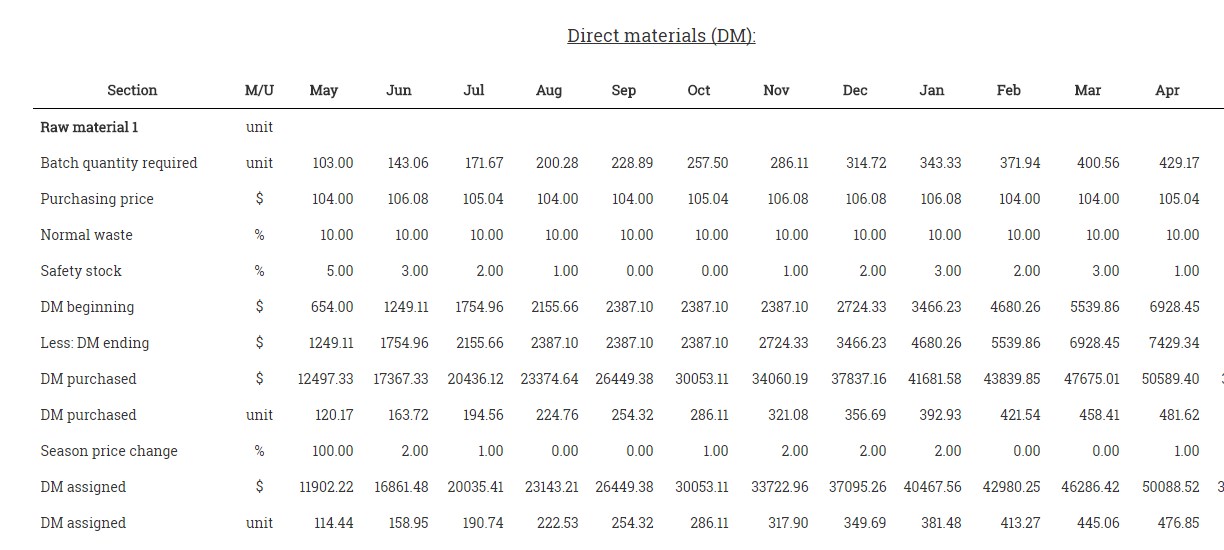 Direct materials (DM):
Section M/U May Jun Jul Aug Sep Oct Nov Dec Jan Feb Mar Apr
Raw material 1 unit
Batch quantity required unit 103.00 143.06 171.67 200.28 228.89 257.50 286.11 314.72 343.33 371.94 400.56 429.17
Purchasing price $ 104.00 106.08 105.04 104.00 104.00 105.04 106.08 106.08 106.08 104.00 104.00 105.04
Normal waste % 10.00 10.00 10.00 10.00 10.00 10.00 10.00 10.00 10.00 10.00 10.00 10.00
Safety stock % 5.00 3.00 2.00 1.00 0.00 0.00 1.00 2.00 3.00 2.00 3.00 1.00
DM beginning $ 654.00 1249.11 1754.96 2155.66 2387.10 2387.10 2387.10 2724.33 3466.23 4680.26 5539.86 6928.45
Less: DM ending $ 1249.11 1754.96 2155.66 2387.10 2387.10 2387.10 2724.33 3466.23 4680.26 5539.86 6928.45 7429.34
DM purchased $ 12497.33 17367.33 20436.12 23374.64 26449.38 30053.11 34060.19 37837.16 41681.58 43839.85 47675.01 50589.40
DM purchased unit 120.17 163.72 194.56 224.76 254.32 286.11 321.08 356.69 392.93 421.54 458.41 481.62
Season price change % 100.00 2.00 1.00 0.00 0.00 1.00 2.00 2.00 2.00 0.00 0.00 1.00
DM assigned $ 11902.22 16861.48 20035.41 23143.21 26449.38 30053.11 33722.96 37095.26 40467.56 42980.25 46286.42 50088.52
DM assigned unit 114.44 158.95 190.74 222.53 254.32 286.11 317.90 349.69 381.48 413.27 445.06 476.85